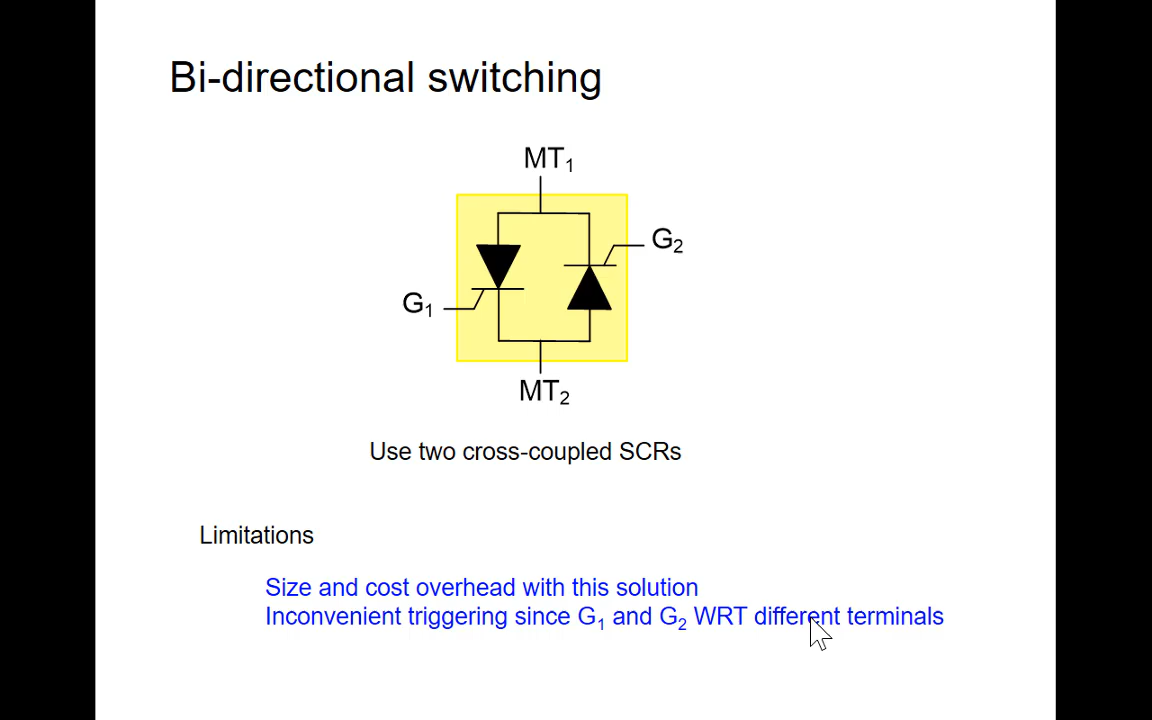 Bi-directional switching
MT₁
G₂
G₁
MT₂
Use two cross-coupled SCRs
Limitations
Size and cost overhead with this solution
Inconvenient triggering since G₁ and G₂ WRT different terminals